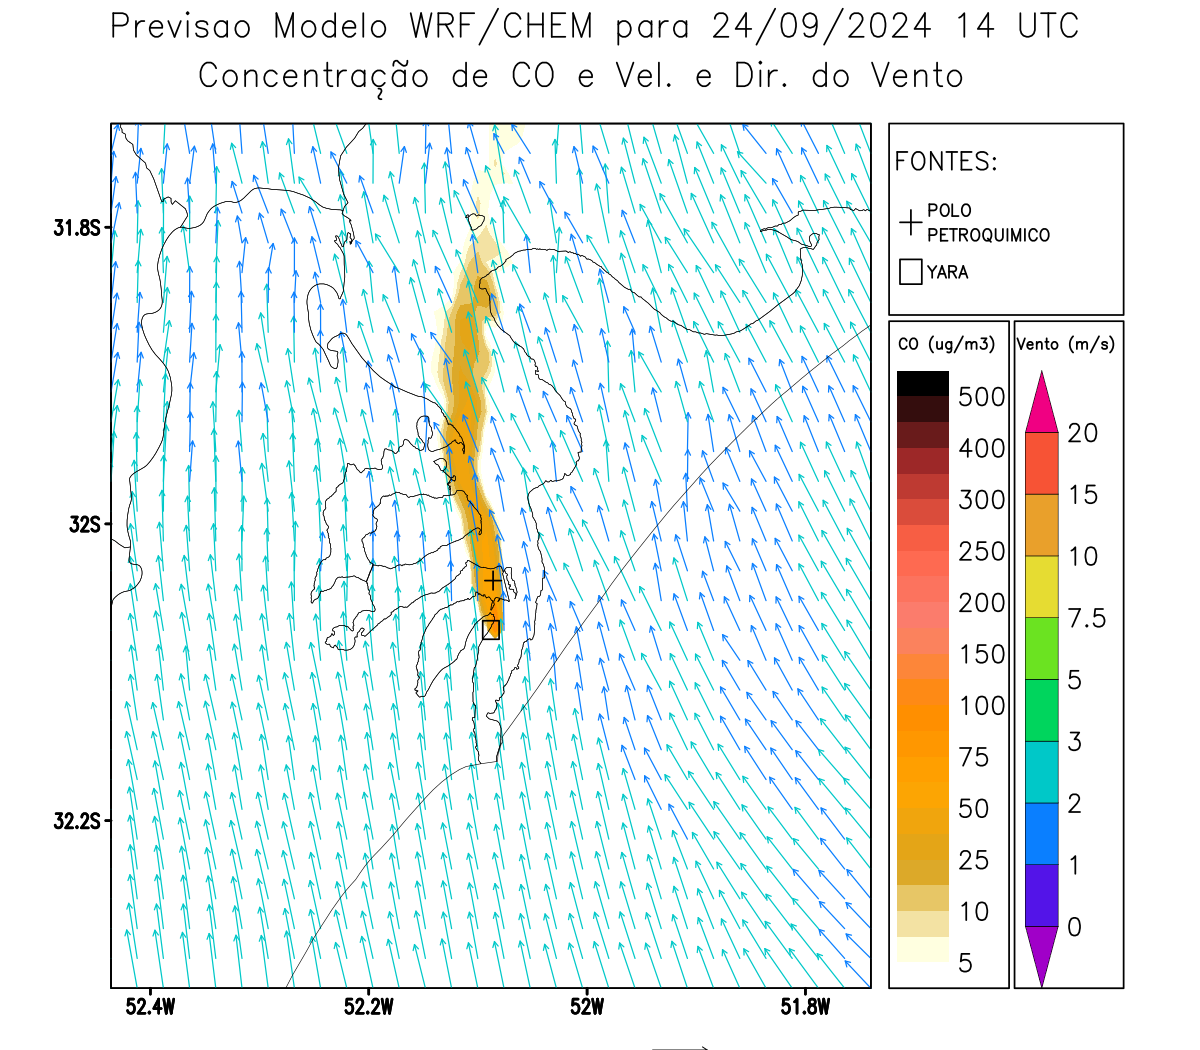 Previsao Modelo WRF/CHEM para 24/09/2024 14 UTC
Concentração de CO e Vel. e Dir. do Vento
31.8S
32S
32.2S
52.4W
52.2W
52W
51.8W
FONTES:
POLO
PETROQUIMICO
YARA
CO (ug/m3)
500
400
300
250
200
150
100
75
50
25
10
5
Vento (m/s)
20
15
10
7.5
5
3
2
1
0